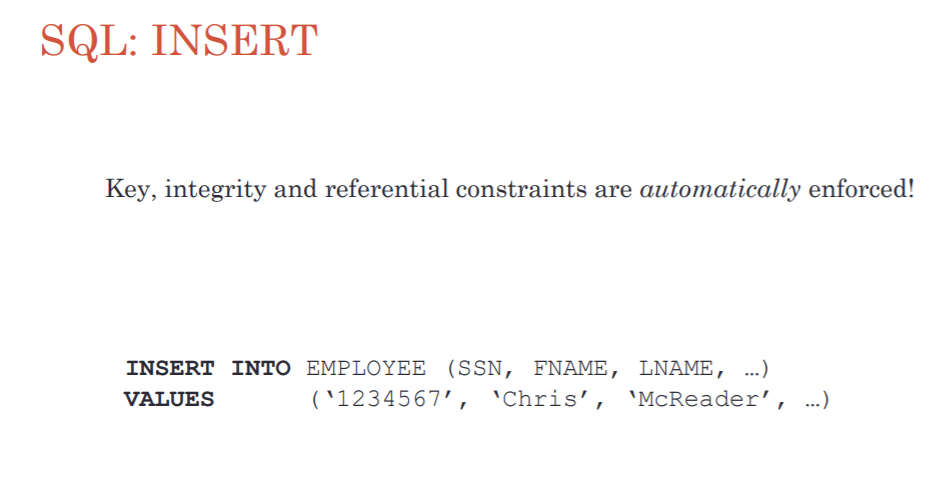 SQL: INSERT
Key, integrity and referential constraints are automatically enforced!
INSERT INTO EMPLOYEE (SSN, FNAME, LNAME, …)
VALUES (‘1234567’, ‘Chris’, ‘McReader’, …)